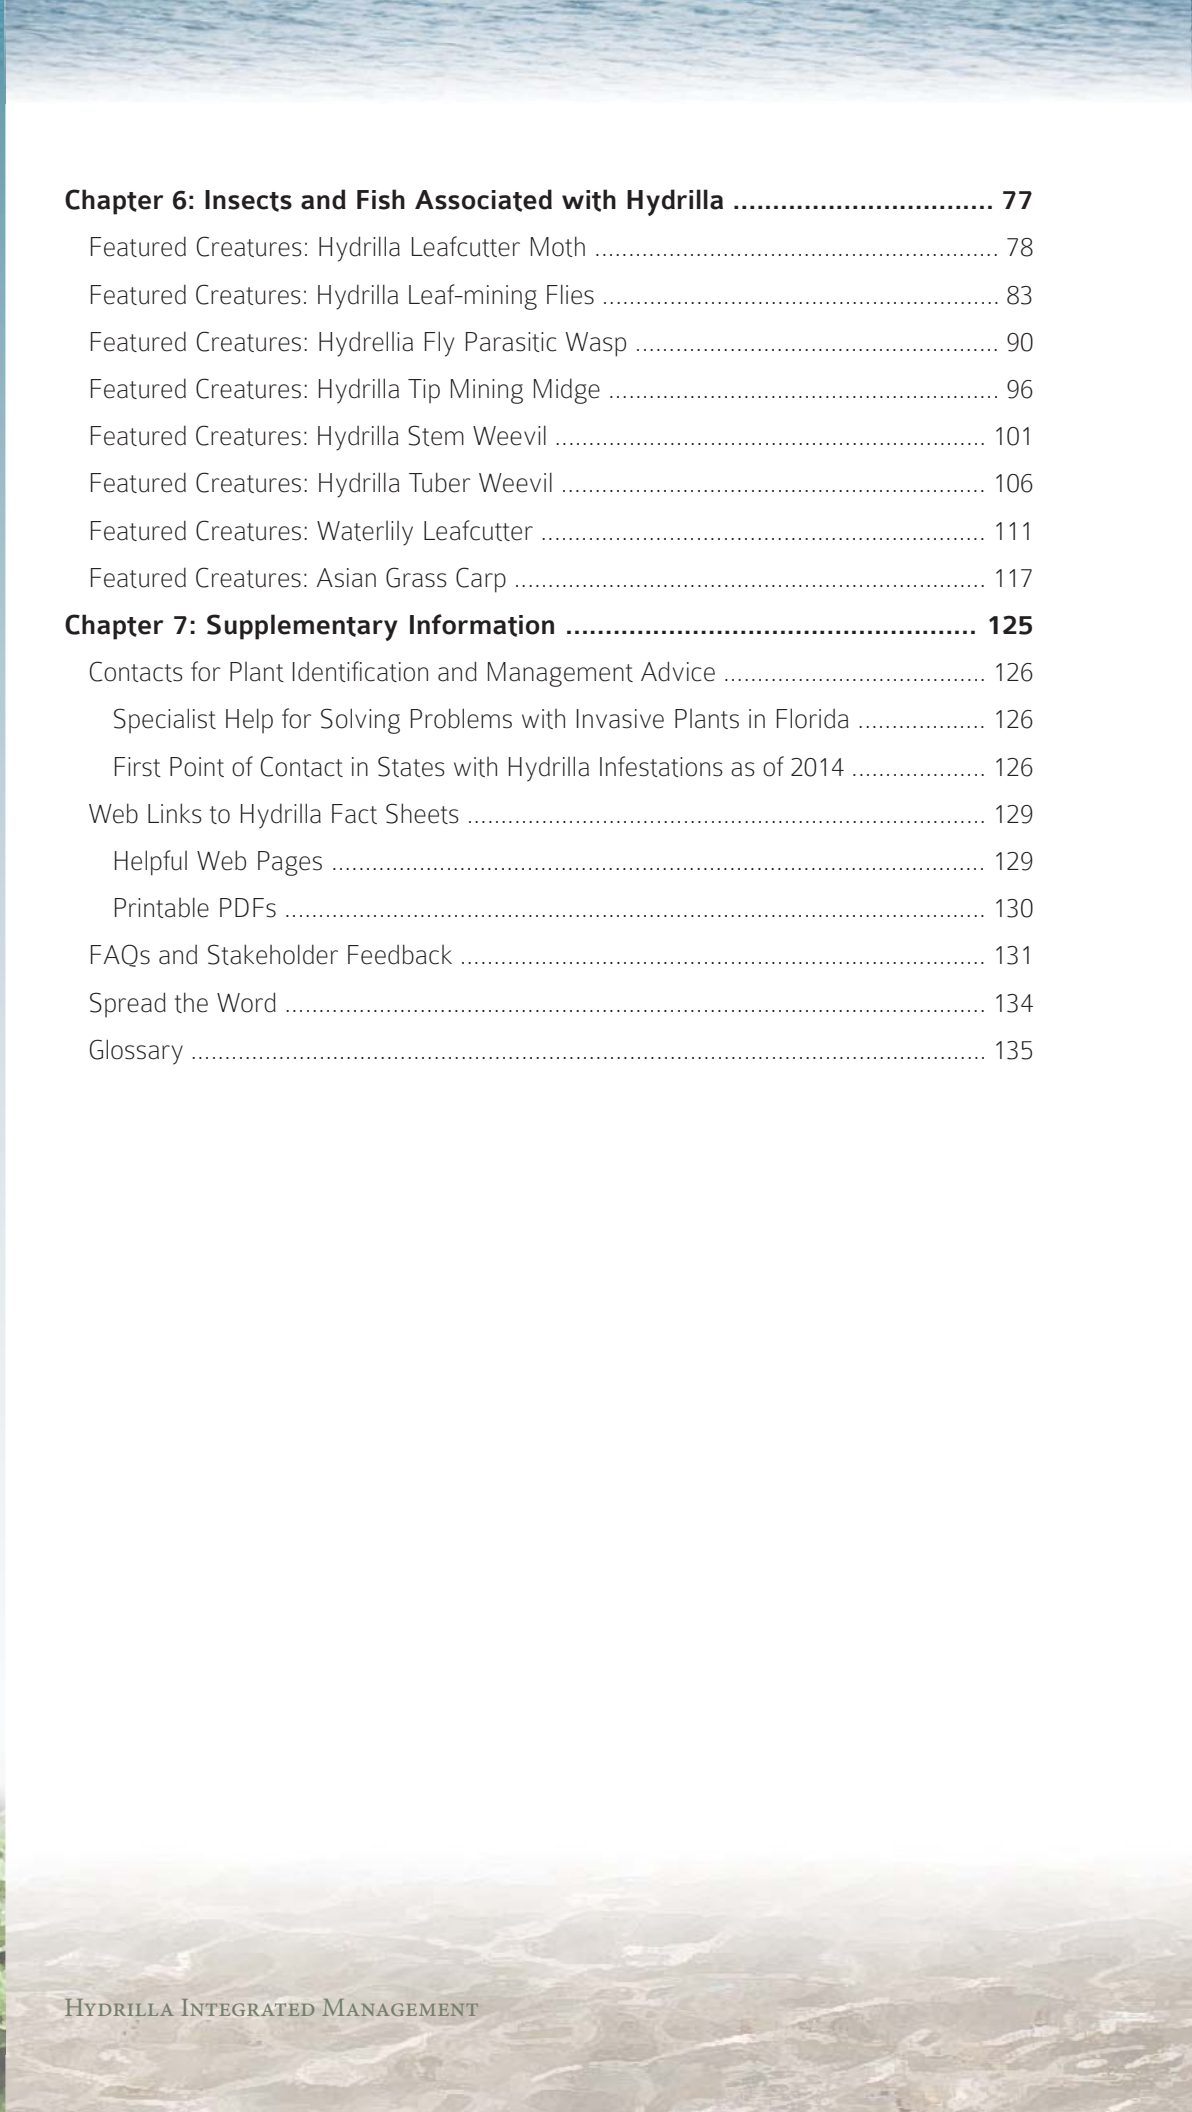 Chapter 6: Insects and Fish Associated with Hydrilla ................................. 77
Featured Creatures: Hydrilla Leafcutter Moth ............................................................ 78
Featured Creatures: Hydrilla Leaf-mining Flies ........................................................... 83
Featured Creatures: Hydrellia Fly Parasitic Wasp ...................................................... 90
Featured Creatures: Hydrilla Tip Mining Midge .......................................................... 96
Featured Creatures: Hydrilla Stem Weevil ................................................................ 101
Featured Creatures: Hydrilla Tuber Weevil ............................................................... 106
Featured Creatures: Waterlily Leafcutter .................................................................. 111
Featured Creatures: Asian Grass Carp ...................................................................... 117
Chapter 7: Supplementary Information .................................................... 125
Contacts for Plant Identification and Management Advice ....................................... 126
Specialist Help for Solving Problems with Invasive Plants in Florida ................... 126
First Point of Contact in States with Hydrilla Infestations as of 2014 .................... 126
Web Links to Hydrilla Fact Sheets ............................................................................. 129
Helpful Web Pages ................................................................................................. 129
Printable PDFs ........................................................................................................ 130
FAQs and Stakeholder Feedback .............................................................................. 131
Spread the Word ........................................................................................................ 134
Glossary ...................................................................................................................... 135
Hydrilla Integrated Management